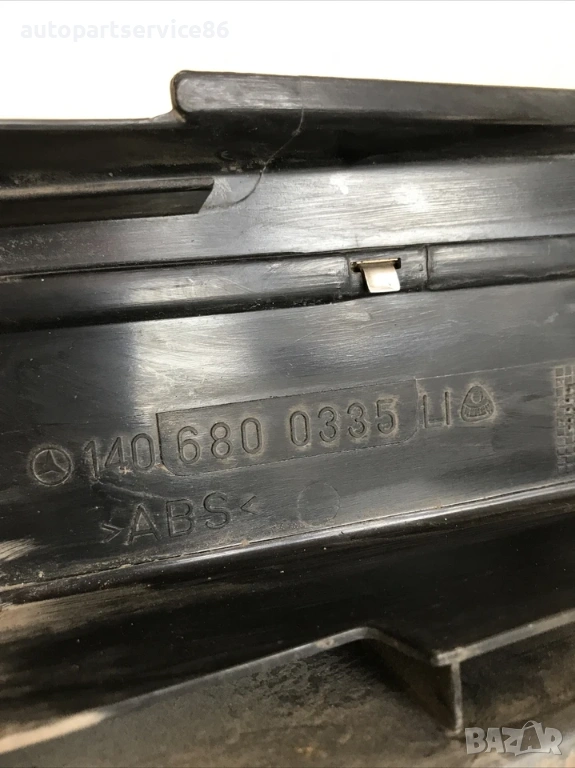 autopartservice86
140 680 0335 LI
>ABS<
BAZAR